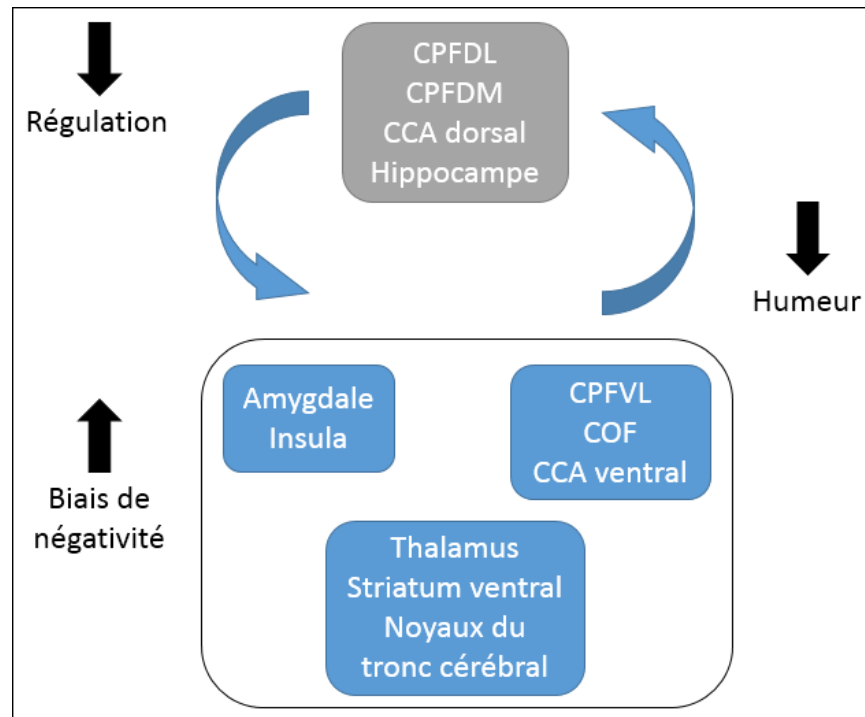 CPFDL
CPFDM
CCA dorsal
Hippocampe
Régulation
Humeur
Amygdale
Insula
CPFVL
COF
CCA ventral
Biais de
négativité
Thalamus
Striatum ventral
Noyaux du
tronc cérébral